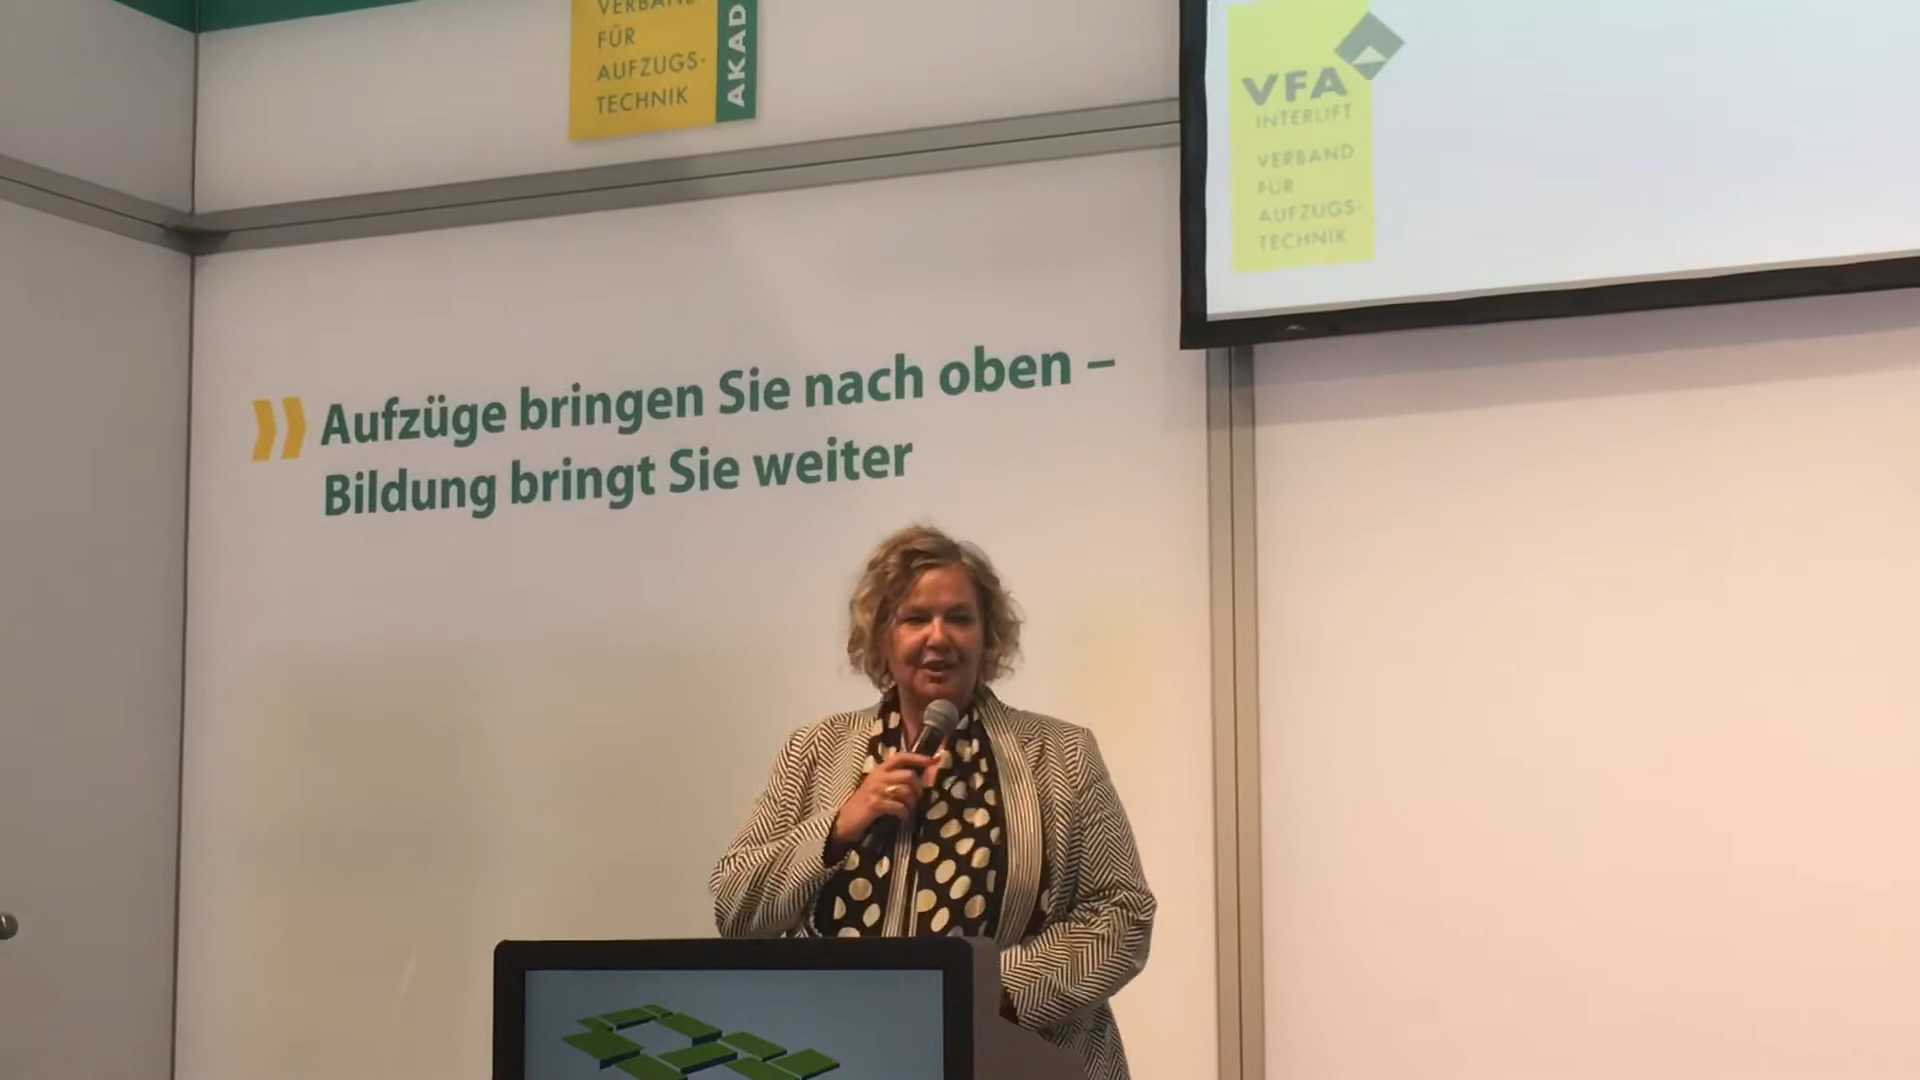 VERBAND
FÜR
AUFZUGS-
TECHNIK
AKAD
VFA
INTERLIFT
VERBAND
FÜR
AUFZUGS-
TECHNIK
Aufzüge bringen Sie nach oben –
Bildung bringt Sie weiter